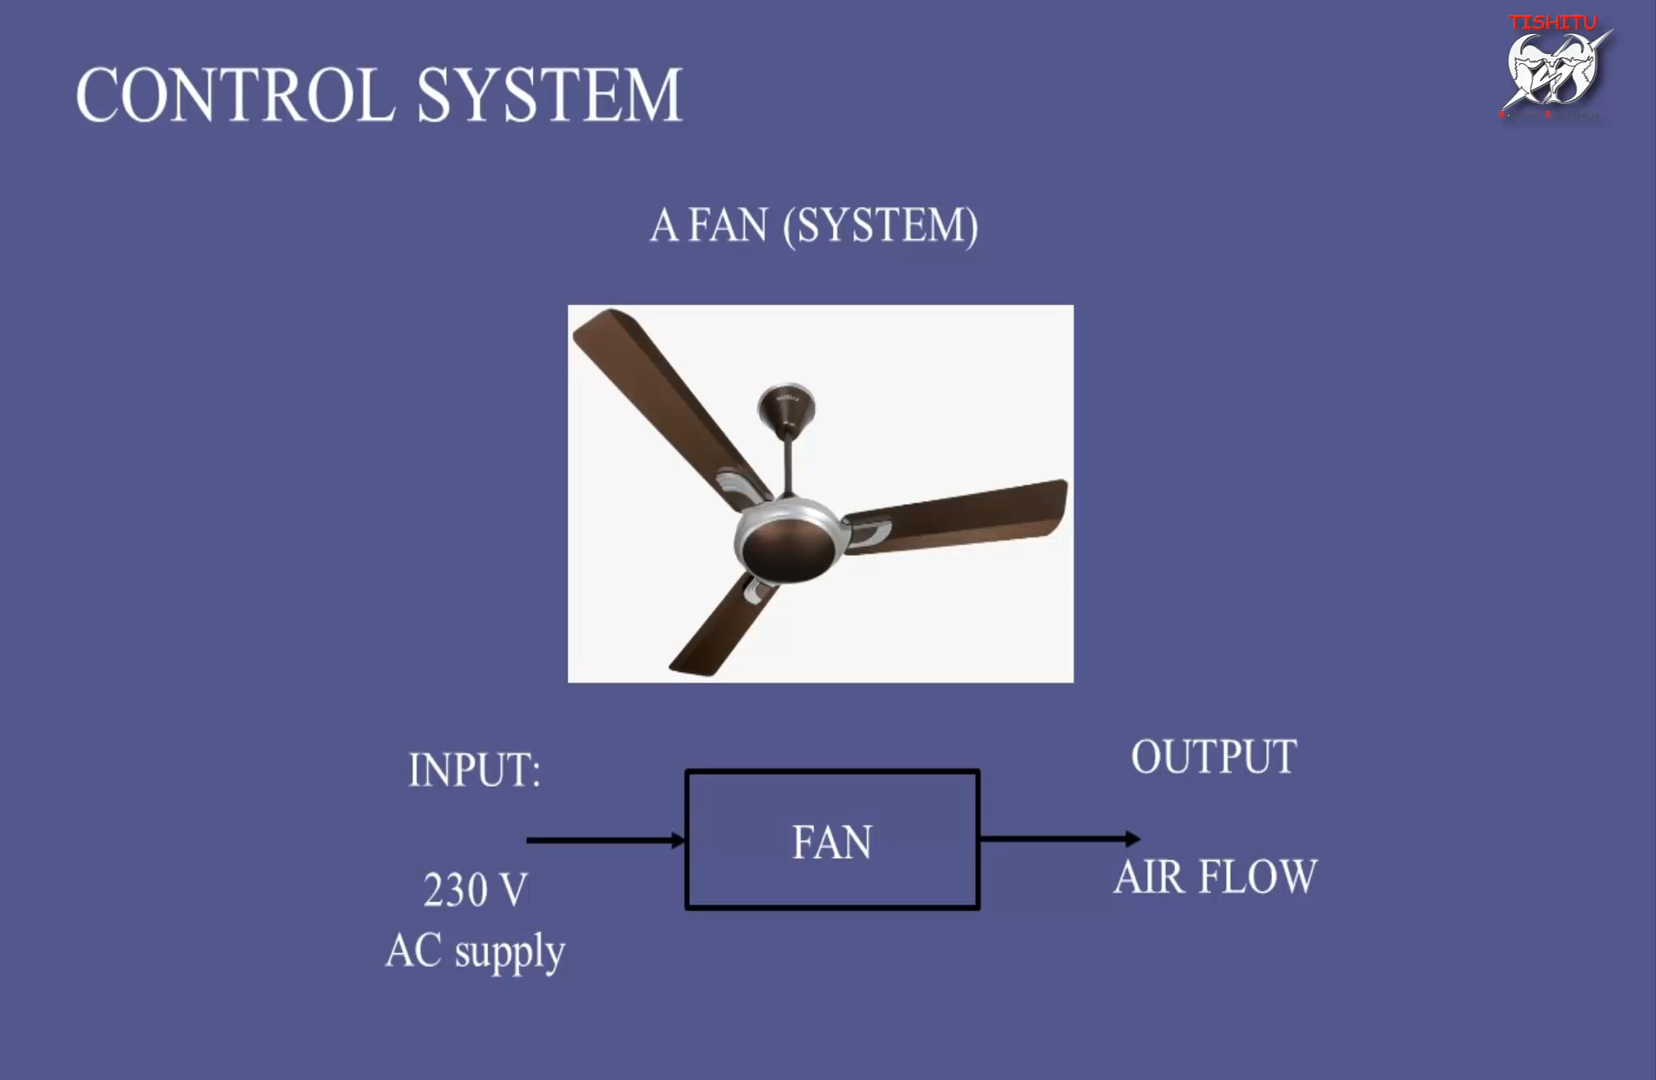 TISHITU
CONTROL SYSTEM
A FAN (SYSTEM)
INPUT:
OUTPUT
FAN
230 V
AC supply
AIR FLOW